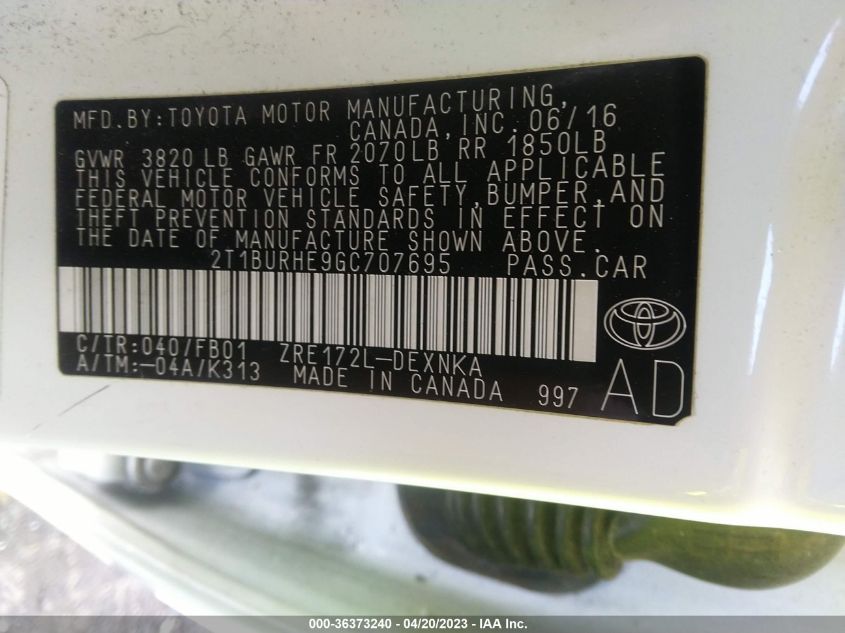 MFD.BY:TOYOTA MOTOR MANUFACTURING,
CANADA,INC.06/16
GVWR 3820 LB GAWR FR 2070LB RR 1850LB
THIS VEHICLE CONFORMS TO ALL APPLICABLE
FEDERAL MOTOR VEHICLE SAFETY,BUMPER,AND
THEFT PREVENTION STANDARDS IN EFFECT ON
THE DATE OF MANUFACTURE SHOWN ABOVE.
2T1BURHE9GC707695 PASS.CAR
C/TR:040/FB01 ZRE172L-DEXNKA
A/TM:-04A/K313 MADE IN CANADA 997 AD
000-36373240 - 04/20/2023 - IAA Inc.